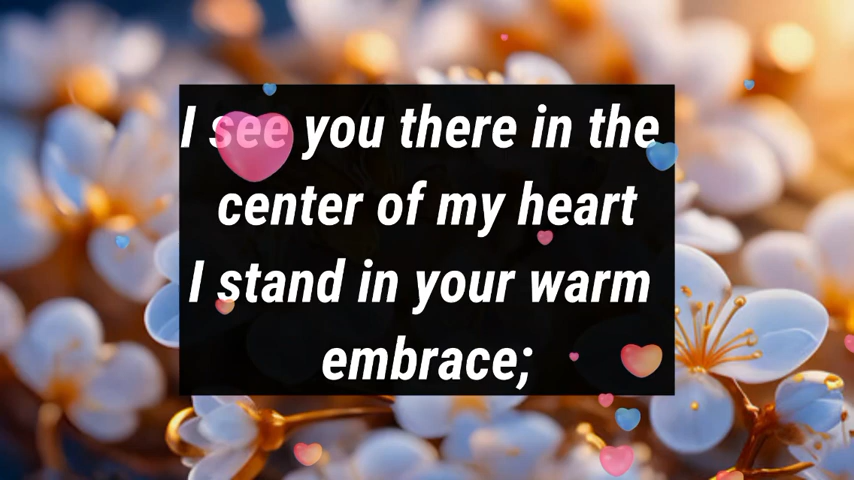 I see you there in the
center of my heart
I stand in your warm
embrace;